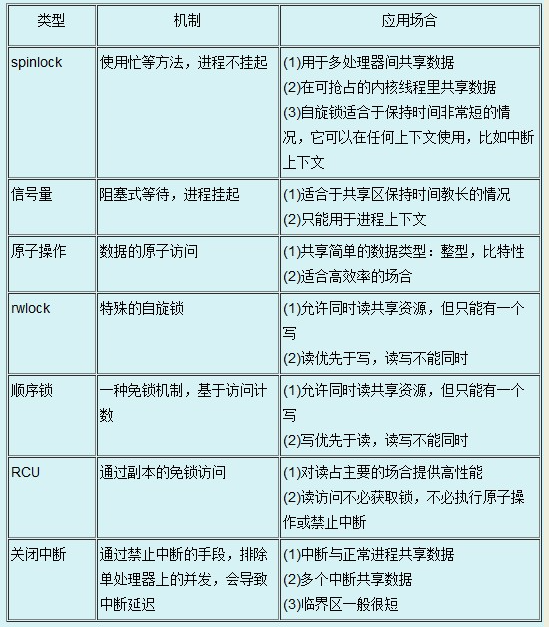 类型 机制 应用场合
spinlock 使用忙等方法，进程不挂起 (1)用于多处理器间共享数据
(2)在可抢占的内核线程里共享数据
(3)自旋锁适合于保持时间非常短的情
况，它可以在任何上下文使用，比如中断
上下文
信号量 阻塞式等待，进程挂起 (1)适合于共享区保持时间教长的情况
(2)只能用于进程上下文
原子操作 数据的原子访问 (1)共享简单的数据类型：整型，比特性
(2)适合高效率的场合
rwlock 特殊的自旋锁 (1)允许同时读共享资源，但只能有一个
写
(2)读优先于写，读写不能同时
顺序锁 一种免锁机制，基于访问计
数 (1)允许同时读共享资源，但只能有一个
写
(2)写优先于读，读写不能同时
RCU 通过副本的免锁访问 (1)对读占主要的场合提供高性能
(2)读访问不必获取锁，不必执行原子操
作或禁止中断
关闭中断 通过禁止中断的手段，排除
单处理器上的并发，会导致
中断延迟 (1)中断与正常进程共享数据
(2)多个中断共享数据
(3)临界区一般很短